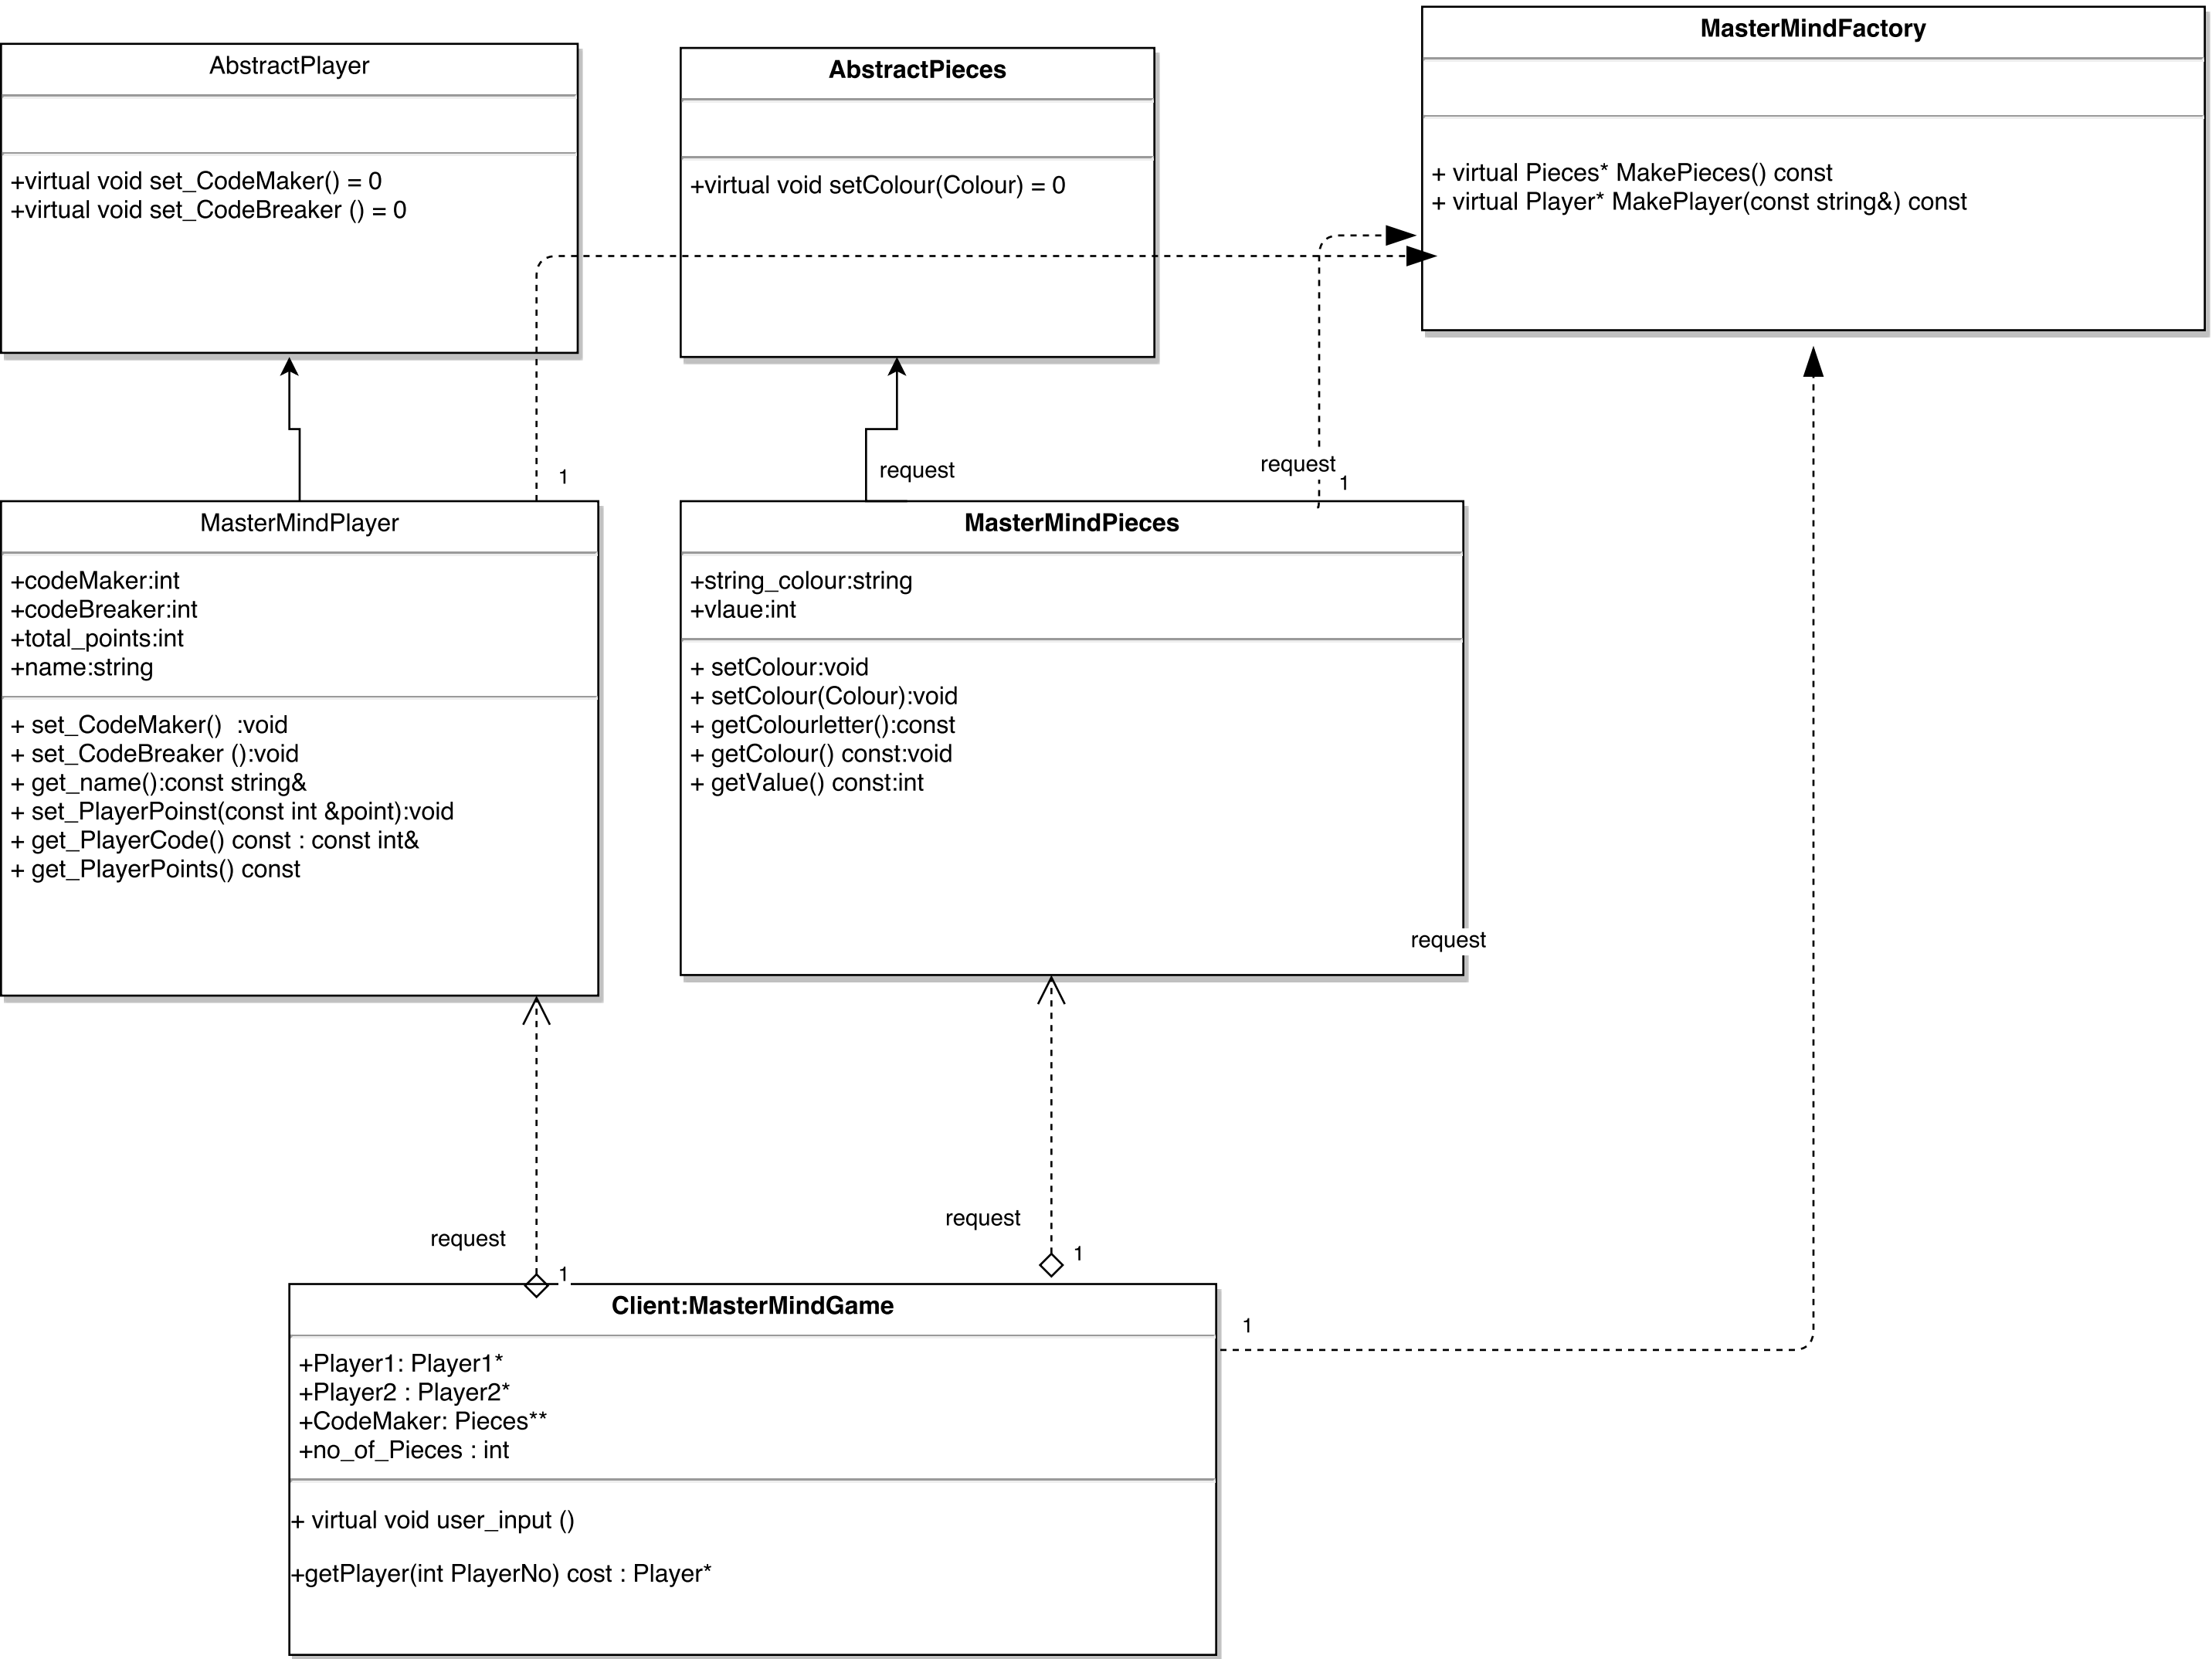 AbstractPlayer
+virtual void set_CodeMaker() = 0
+virtual void set_CodeBreaker () = 0
AbstractPieces
+virtual void setColour(Colour) = 0
MasterMindFactory
+ virtual Pieces* MakePieces() const
+ virtual Player* MakePlayer(const string&) const
1
request
request
1
MasterMindPlayer
+codeMaker:int
+codeBreaker:int
+total_points:int
+name:string
+ set_CodeMaker()  :void
+ set_CodeBreaker ():void
+ get_name():const string&
+ set_PlayerPoinst(const int &point):void
+ get_PlayerCode() const : const int&
+ get_PlayerPoints() const
MasterMindPieces
+string_colour:string
+vlaue:int
+ setColour:void
+ setColour(Colour):void
+ getColourletter():const
+ getColour() const:void
+ getValue() const:int
request
request
1
request
1
Client:MasterMindGame
+Player1: Player1*
+Player2 : Player2*
+CodeMaker: Pieces**
+no_of_Pieces : int
+ virtual void user_input ()
+getPlayer(int PlayerNo) cost : Player*
1